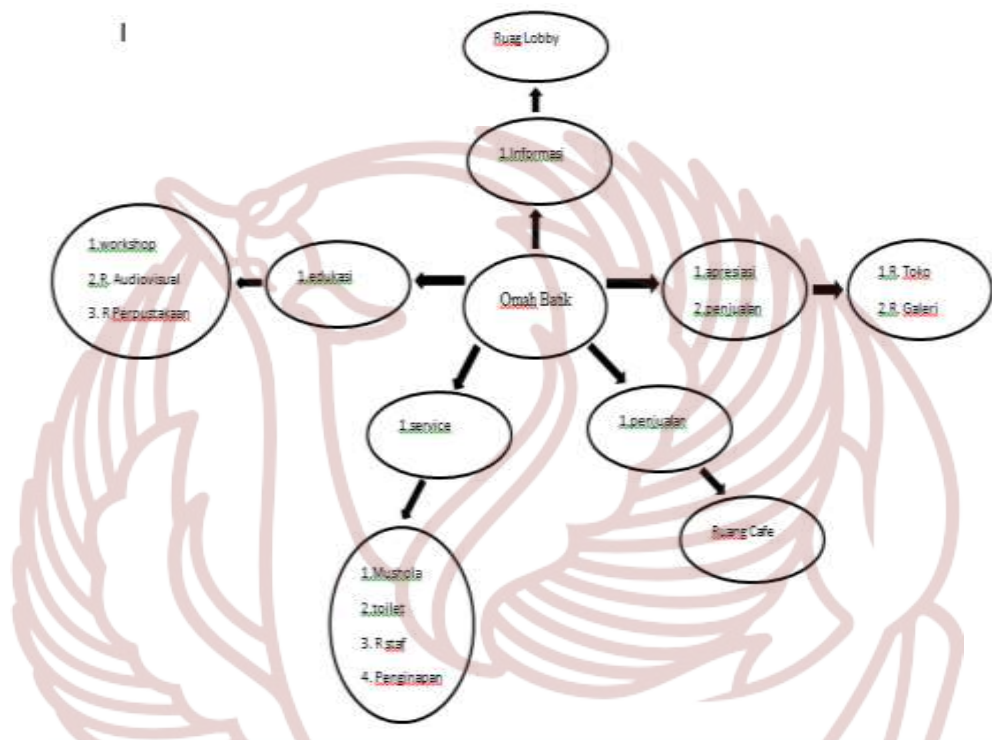 Ruag Lobby
1.Informasi
1.workshop
2.R. Audiovisual
3. R.Perpustakaan
1.edukasi
Omah Batik
1.apresiasi
2.penjualan
1.R. Toko
2.R. Galeri
1.service
1.penjualan
Ruang Cafe
1.Mushola
2.toilet
3. R.staf
4. Penginapan